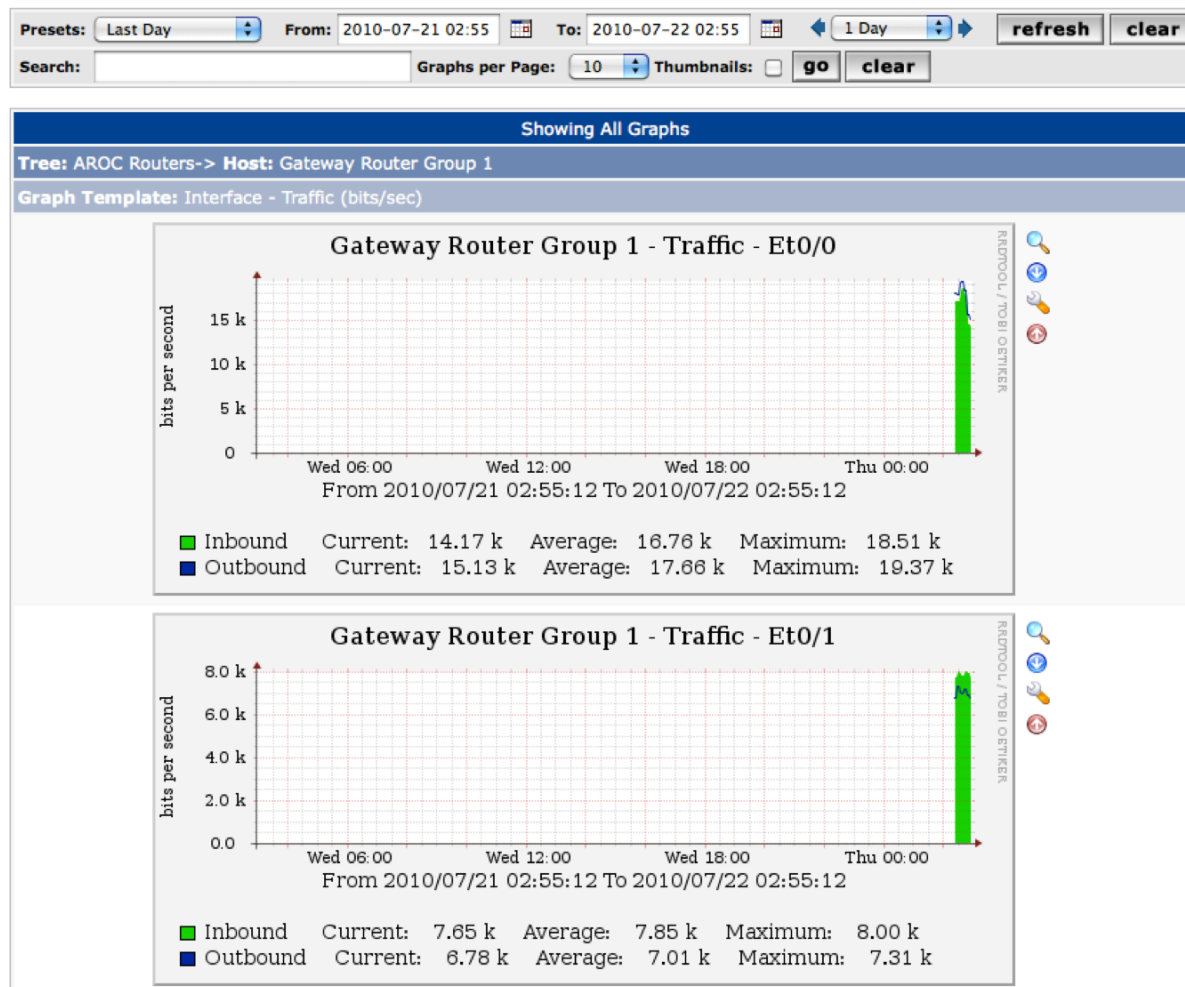 Presets: Last Day From: 2010-07-21 02:55 To: 2010-07-22 02:55 1 Day refresh clear
Search: Graphs per Page: 10 Thumbnails: go clear
Showing All Graphs
Tree: AROC Routers-> Host: Gateway Router Group 1
Graph Template: Interface - Traffic (bits/sec)
Gateway Router Group 1 - Traffic - Et0/0
RRDTOOL / TOBI OETIKER
bits per second
15 k
10 k
5 k
0
Wed 06:00 Wed 12:00 Wed 18:00 Thu 00:00
From 2010/07/21 02:55:12 To 2010/07/22 02:55:12
Inbound Current: 14.17 k Average: 16.76 k Maximum: 18.51 k
Outbound Current: 15.13 k Average: 17.66 k Maximum: 19.37 k
Gateway Router Group 1 - Traffic - Et0/1
RRDTOOL / TOBI OETIKER
bits per second
8.0 k
6.0 k
4.0 k
2.0 k
0.0
Wed 06:00 Wed 12:00 Wed 18:00 Thu 00:00
From 2010/07/21 02:55:12 To 2010/07/22 02:55:12
Inbound Current: 7.65 k Average: 7.85 k Maximum: 8.00 k
Outbound Current: 6.78 k Average: 7.01 k Maximum: 7.31 k